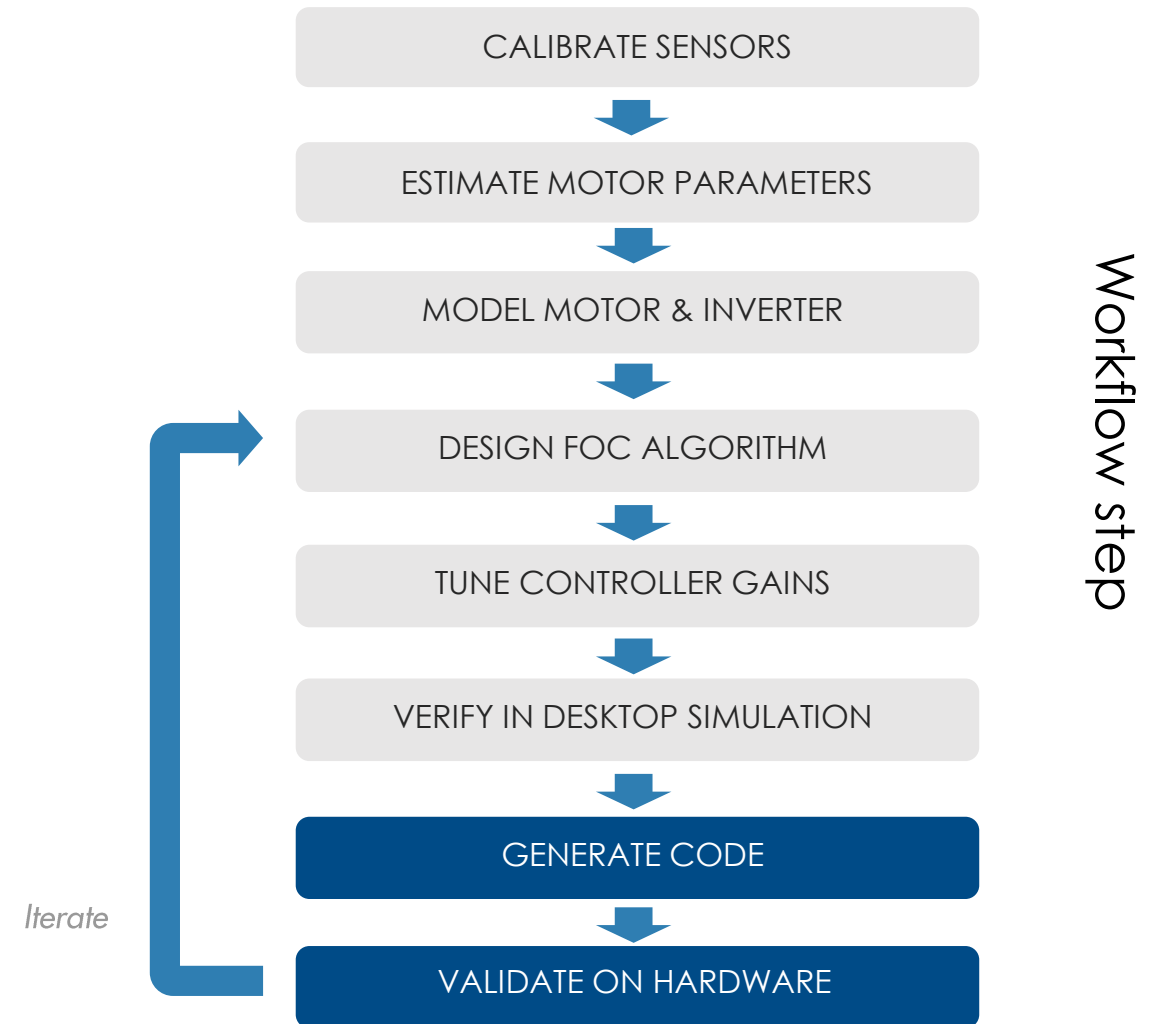 CALIBRATE SENSORS
ESTIMATE MOTOR PARAMETERS
MODEL MOTOR & INVERTER
DESIGN FOC ALGORITHM
TUNE CONTROLLER GAINS
VERIFY IN DESKTOP SIMULATION
GENERATE CODE
Iterate
VALIDATE ON HARDWARE
Workflow step